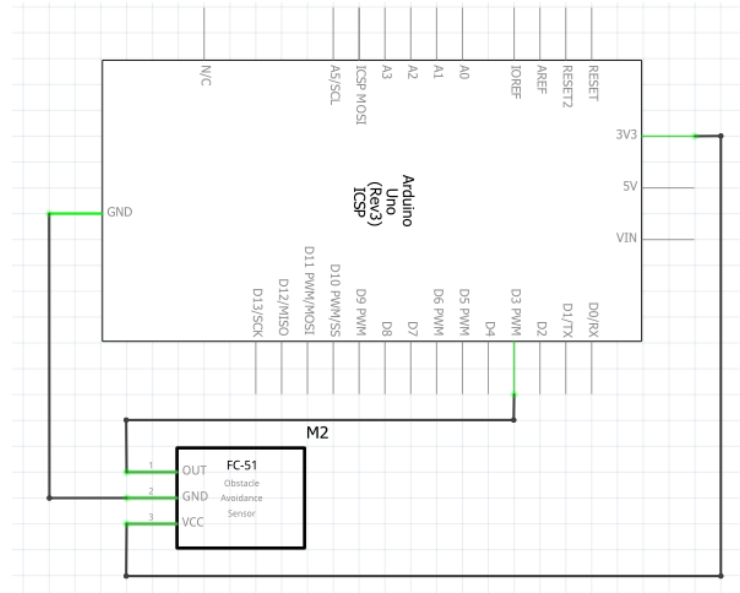 N/C
A5/SCL
ICSP MOSI
A3
A2
A1
A0
IOREF
AREF
RESET2
RESET
3V3
5V
VIN
GND
Arduino
Uno
(Rev3)
ICSP
D13/SCK
D12/MISO
D11 PWM/MOSI
D10 PWM/SS
D9 PWM
D8
D7
D6 PWM
D5 PWM
D4
D3 PWM
D2
D1/TX
D0/RX
M2
FC-51
Obstacle
Avoidance
Sensor
1 OUT
2 GND
3 VCC